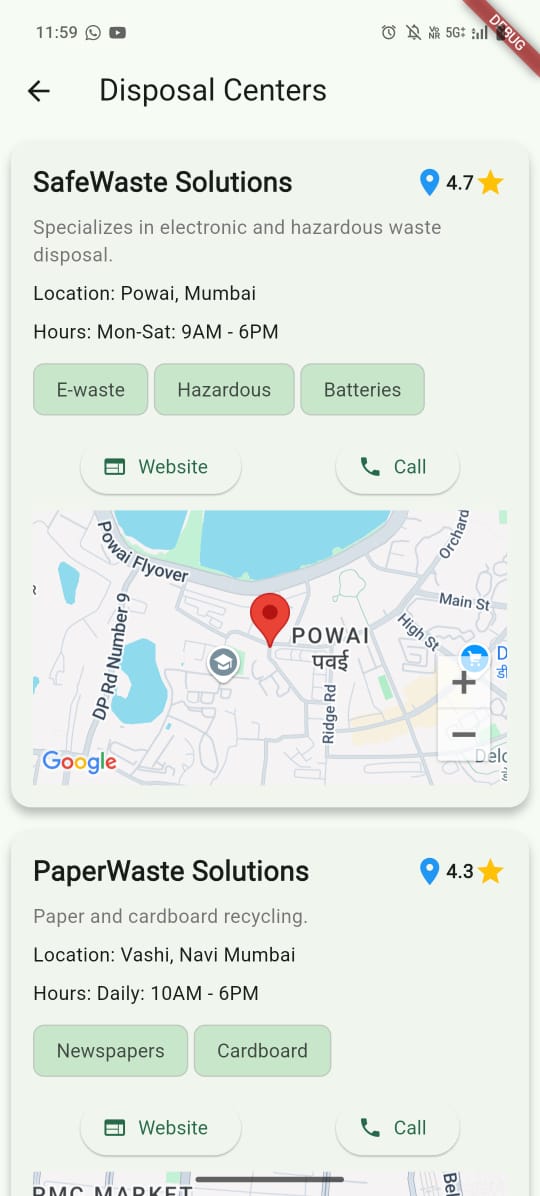 11:59
Vo NR 5G
DEBUG
Disposal Centers
SafeWaste Solutions
4.7
Specializes in electronic and hazardous waste
disposal.
Location: Powai, Mumbai
Hours: Mon-Sat: 9AM - 6PM
E-waste Hazardous Batteries
Website Call
Powai Flyover
Orchard
DP Rd Number 9
Main St
High St
POWAI
पवई
Ridge Rd
+
−
Google
PaperWaste Solutions
4.3
Paper and cardboard recycling.
Location: Vashi, Navi Mumbai
Hours: Daily: 10AM - 6PM
Newspapers Cardboard
Website Call